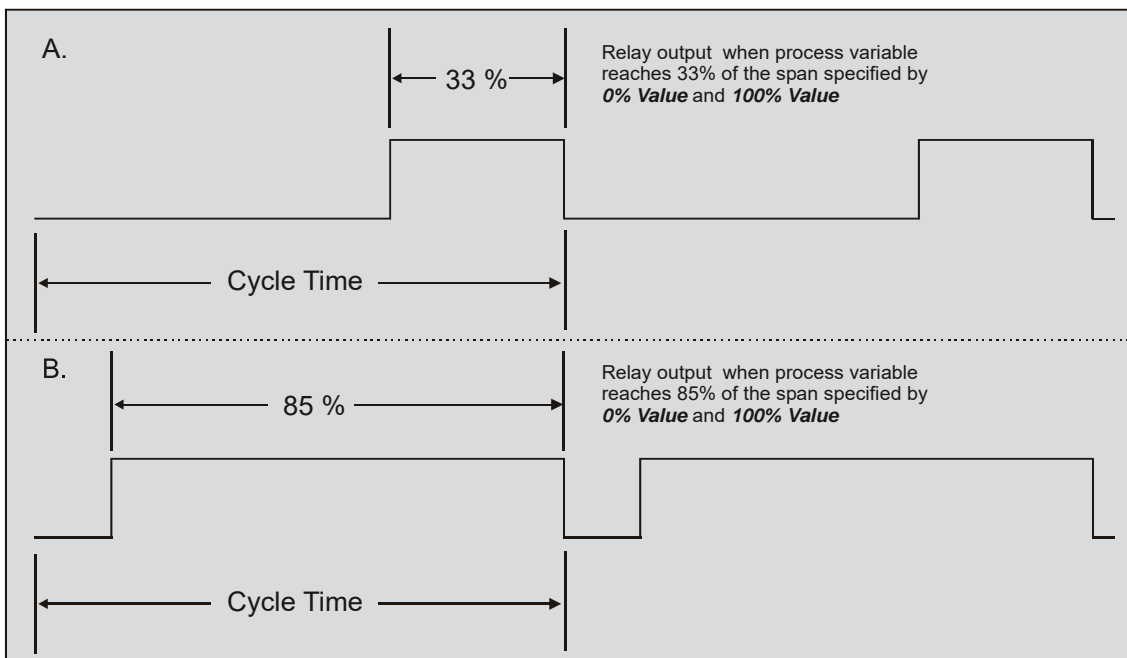 A.
33 %
Relay output when process variable
reaches 33% of the span specified by
0% Value and 100% Value
Cycle Time
B.
85 %
Relay output when process variable
reaches 85% of the span specified by
0% Value and 100% Value
Cycle Time